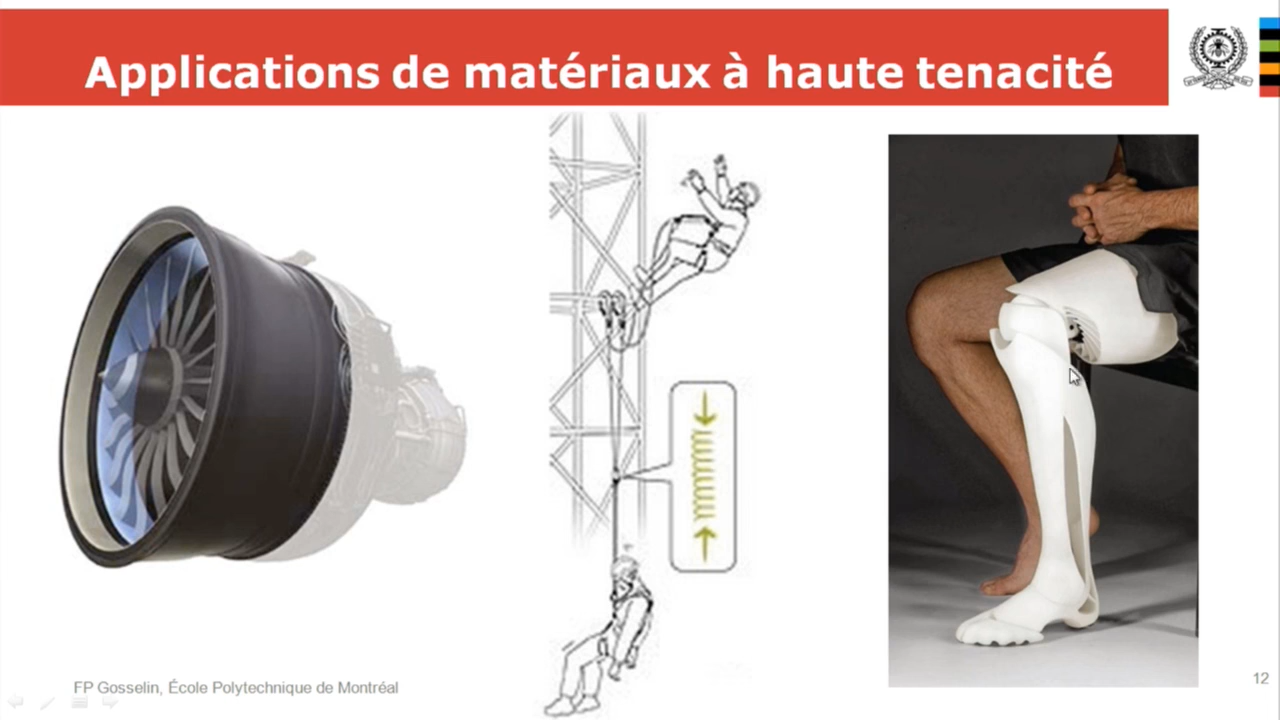 Applications de matériaux à haute tenacité
FP Gosselin, École Polytechnique de Montréal
12